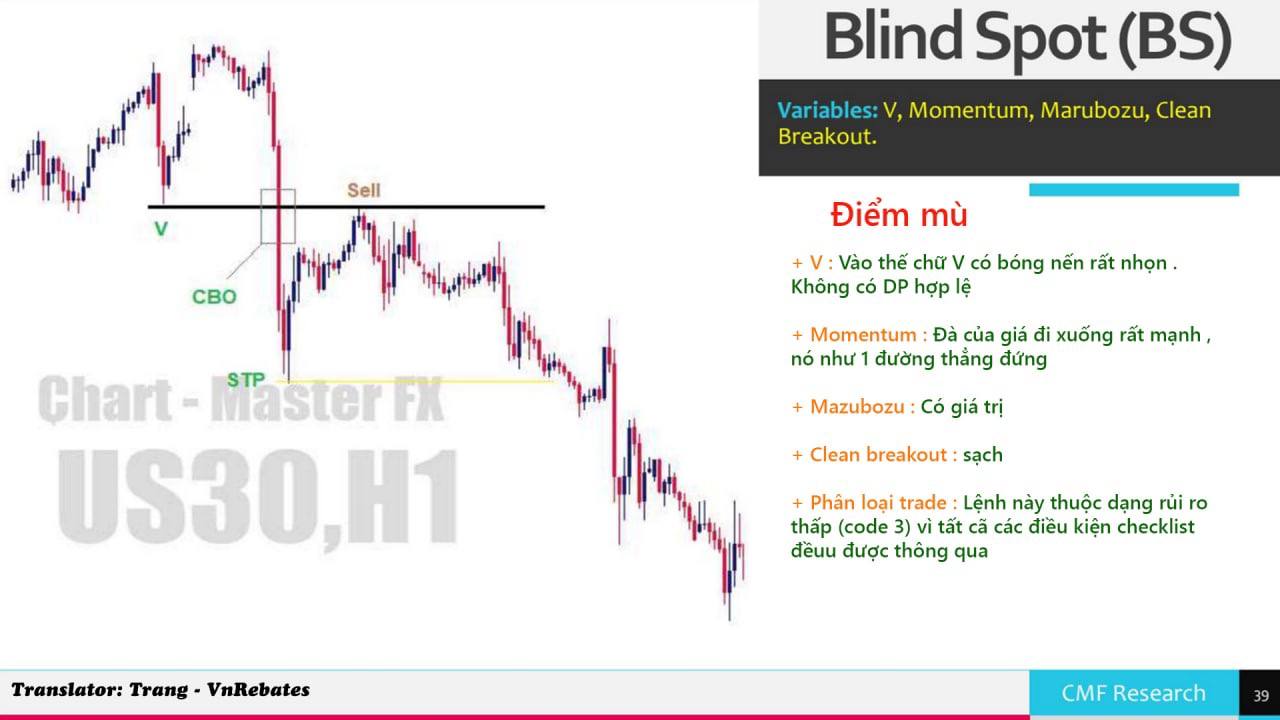 Blind Spot (BS)
Variables: V, Momentum, Marubozu, Clean
Breakout.
Điểm mù
+ V : Vào thế chữ V có bóng nến rất nhọn .
Không có DP hợp lệ
+ Momentum : Đà của giá đi xuống rất mạnh ,
nó như 1 đường thẳng đứng
+ Mazubozu : Có giá trị
+ Clean breakout : sạch
+ Phân loại trade : Lệnh này thuộc dạng rủi ro
thấp (code 3) vì tất cã các điều kiện checklist
đềuu được thông qua
Sell
V
CBO
STP
Chart - Master FX
US30,H1
Translator: Trang - VnRebates
CMF Research
39